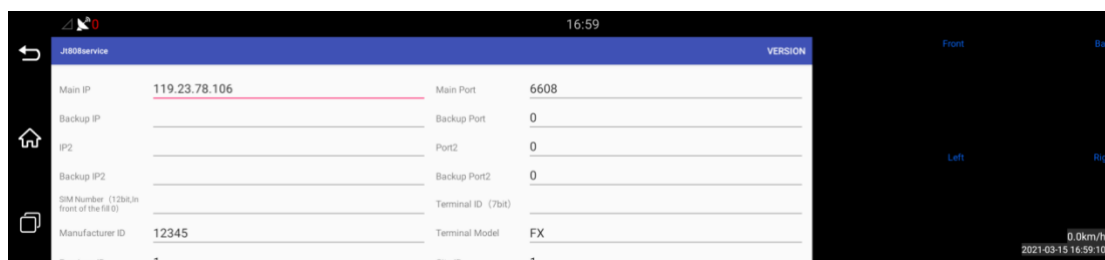 0
16:59
Jt808service VERSION
Front
Main IP 119.23.78.106 Main Port 6608
Backup IP Backup Port 0
IP2 Port2 0
Left
Backup IP2 Backup Port2 0
SIM Number (12bit,In
front of the fill 0)
Terminal ID (7bit)
Manufacturer ID 12345 Terminal Model FX
0.0km/h
2021-03-15 16:59:10